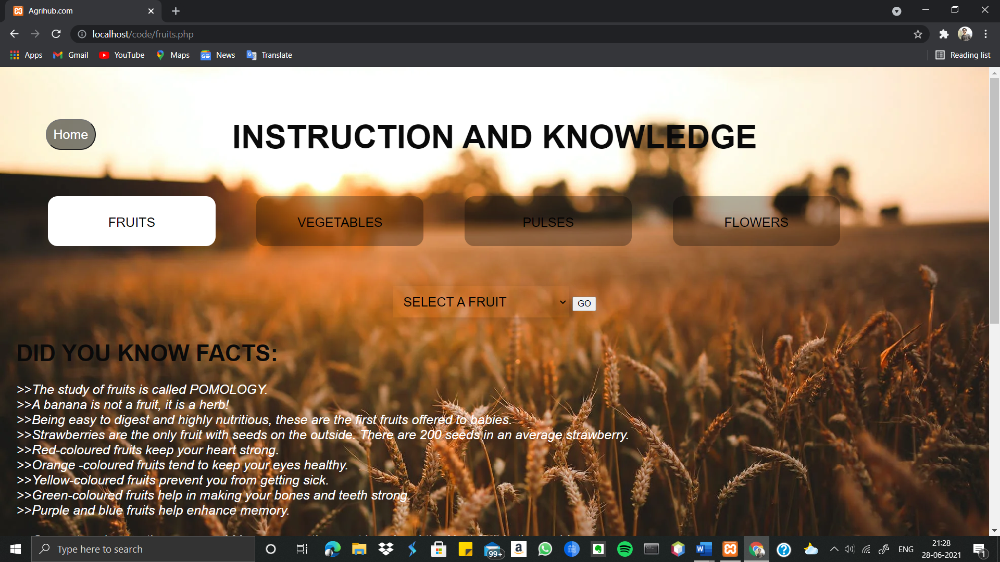 Agrihub.com
localhost/code/fruits.php
Apps
Gmail
YouTube
Maps
News
Translate
Reading list
Home
INSTRUCTION AND KNOWLEDGE
FRUITS
VEGETABLES
PULSES
FLOWERS
SELECT A FRUIT
GO
DID YOU KNOW FACTS:
>>The study of fruits is called POMOLOGY.
>>A banana is not a fruit, it is a herb!
>>Being easy to digest and highly nutritious, these are the first fruits offered to babies.
>>Strawberries are the only fruit with seeds on the outside. There are 200 seeds in an average strawberry.
>>Red-coloured fruits keep your heart strong.
>>Orange -coloured fruits tend to keep your eyes healthy.
>>Yellow-coloured fruits prevent you from getting sick.
>>Green-coloured fruits help in making your bones and teeth strong.
>>Purple and blue fruits help enhance memory.
Type here to search
99+
ENG
21:28
28-06-2021
1